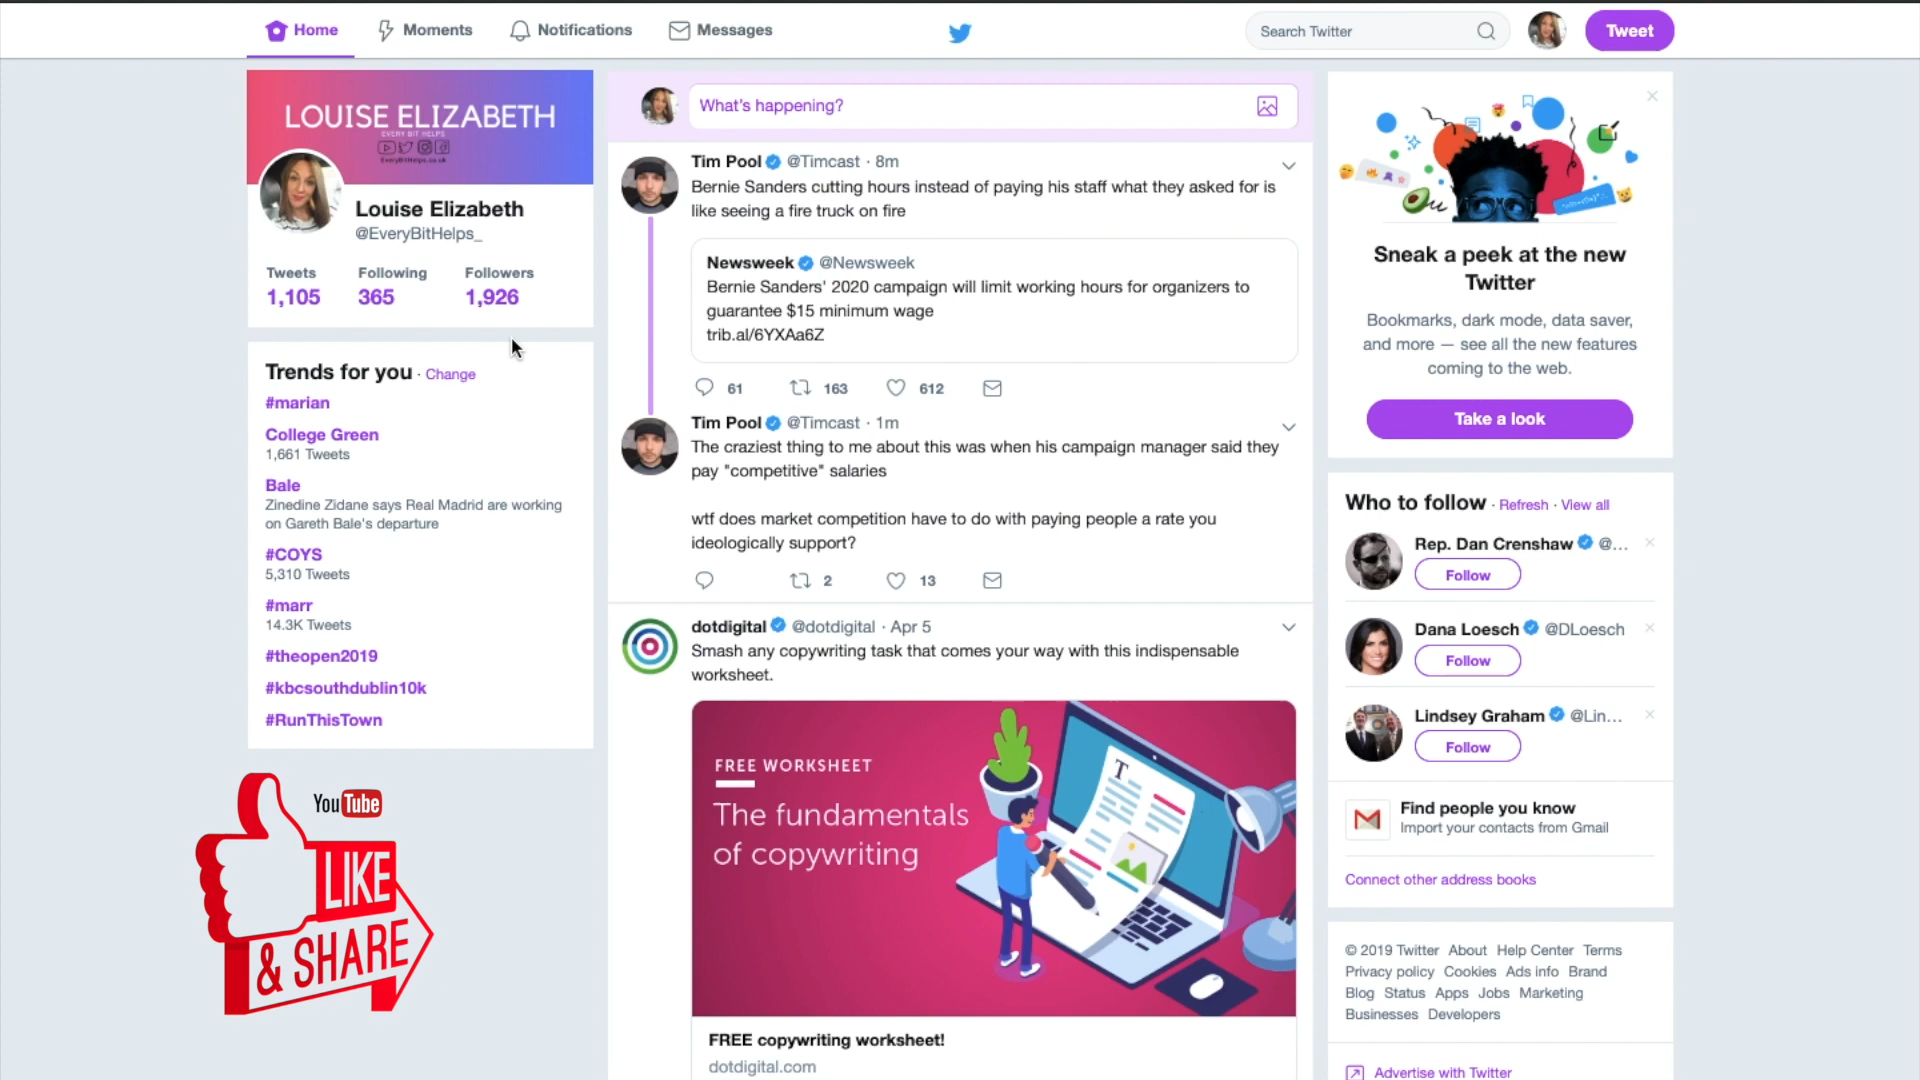 Home
Moments
Notifications
Messages
Search Twitter
Tweet
LOUISE ELIZABETH
EVERY BIT HELPS
EveryBitHelps.co.uk
Louise Elizabeth
@EveryBitHelps_
Tweets Following Followers
1,105 365 1,926
Trends for you · Change
#marian
College Green
1,661 Tweets
Bale
Zinedine Zidane says Real Madrid are working
on Gareth Bale's departure
#COYS
5,310 Tweets
#marr
14.3K Tweets
#theopen2019
#kbcsouthdublin10k
#RunThisTown
YouTube
LIKE
& SHARE
What's happening?
Tim Pool @Timcast · 8m
Bernie Sanders cutting hours instead of paying his staff what they asked for is
like seeing a fire truck on fire
Newsweek @Newsweek
Bernie Sanders' 2020 campaign will limit working hours for organizers to
guarantee $15 minimum wage
trib.al/6YXAa6Z
61 163 612
Tim Pool @Timcast · 1m
The craziest thing to me about this was when his campaign manager said they
pay "competitive" salaries
wtf does market competition have to do with paying people a rate you
ideologically support?
2 13
dotdigital @dotdigital · Apr 5
Smash any copywriting task that comes your way with this indispensable
worksheet.
FREE WORKSHEET
The fundamentals
of copywriting
T
FREE copywriting worksheet!
dotdigital.com
Sneak a peek at the new
Twitter
Bookmarks, dark mode, data saver,
and more — see all the new features
coming to the web.
Take a look
Who to follow · Refresh · View all
Rep. Dan Crenshaw @...
Follow
Dana Loesch @DLoesch
Follow
Lindsey Graham @Lin...
Follow
Find people you know
Import your contacts from Gmail
Connect other address books
© 2019 Twitter About Help Center Terms
Privacy policy Cookies Ads info Brand
Blog Status Apps Jobs Marketing
Businesses Developers
Advertise with Twitter